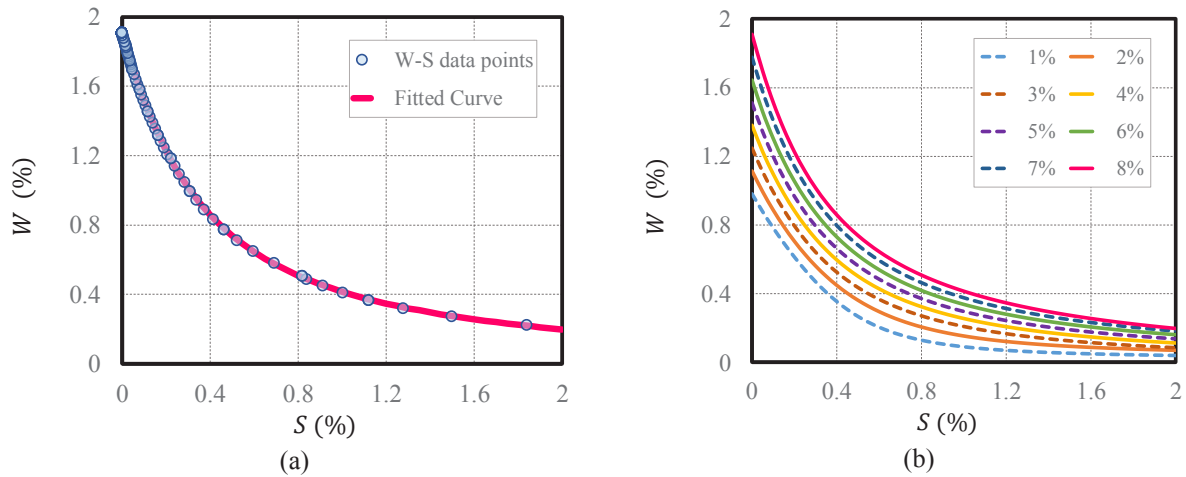 2
1.6
1.2
0.8
0.4
0
W (%)
W-S data points
Fitted Curve
0 0.4 0.8 1.2 1.6 2
S (%)
(a)
2
1.6
1.2
0.8
0.4
0
W (%)
1% 2%
3% 4%
5% 6%
7% 8%
0 0.4 0.8 1.2 1.6 2
S (%)
(b)